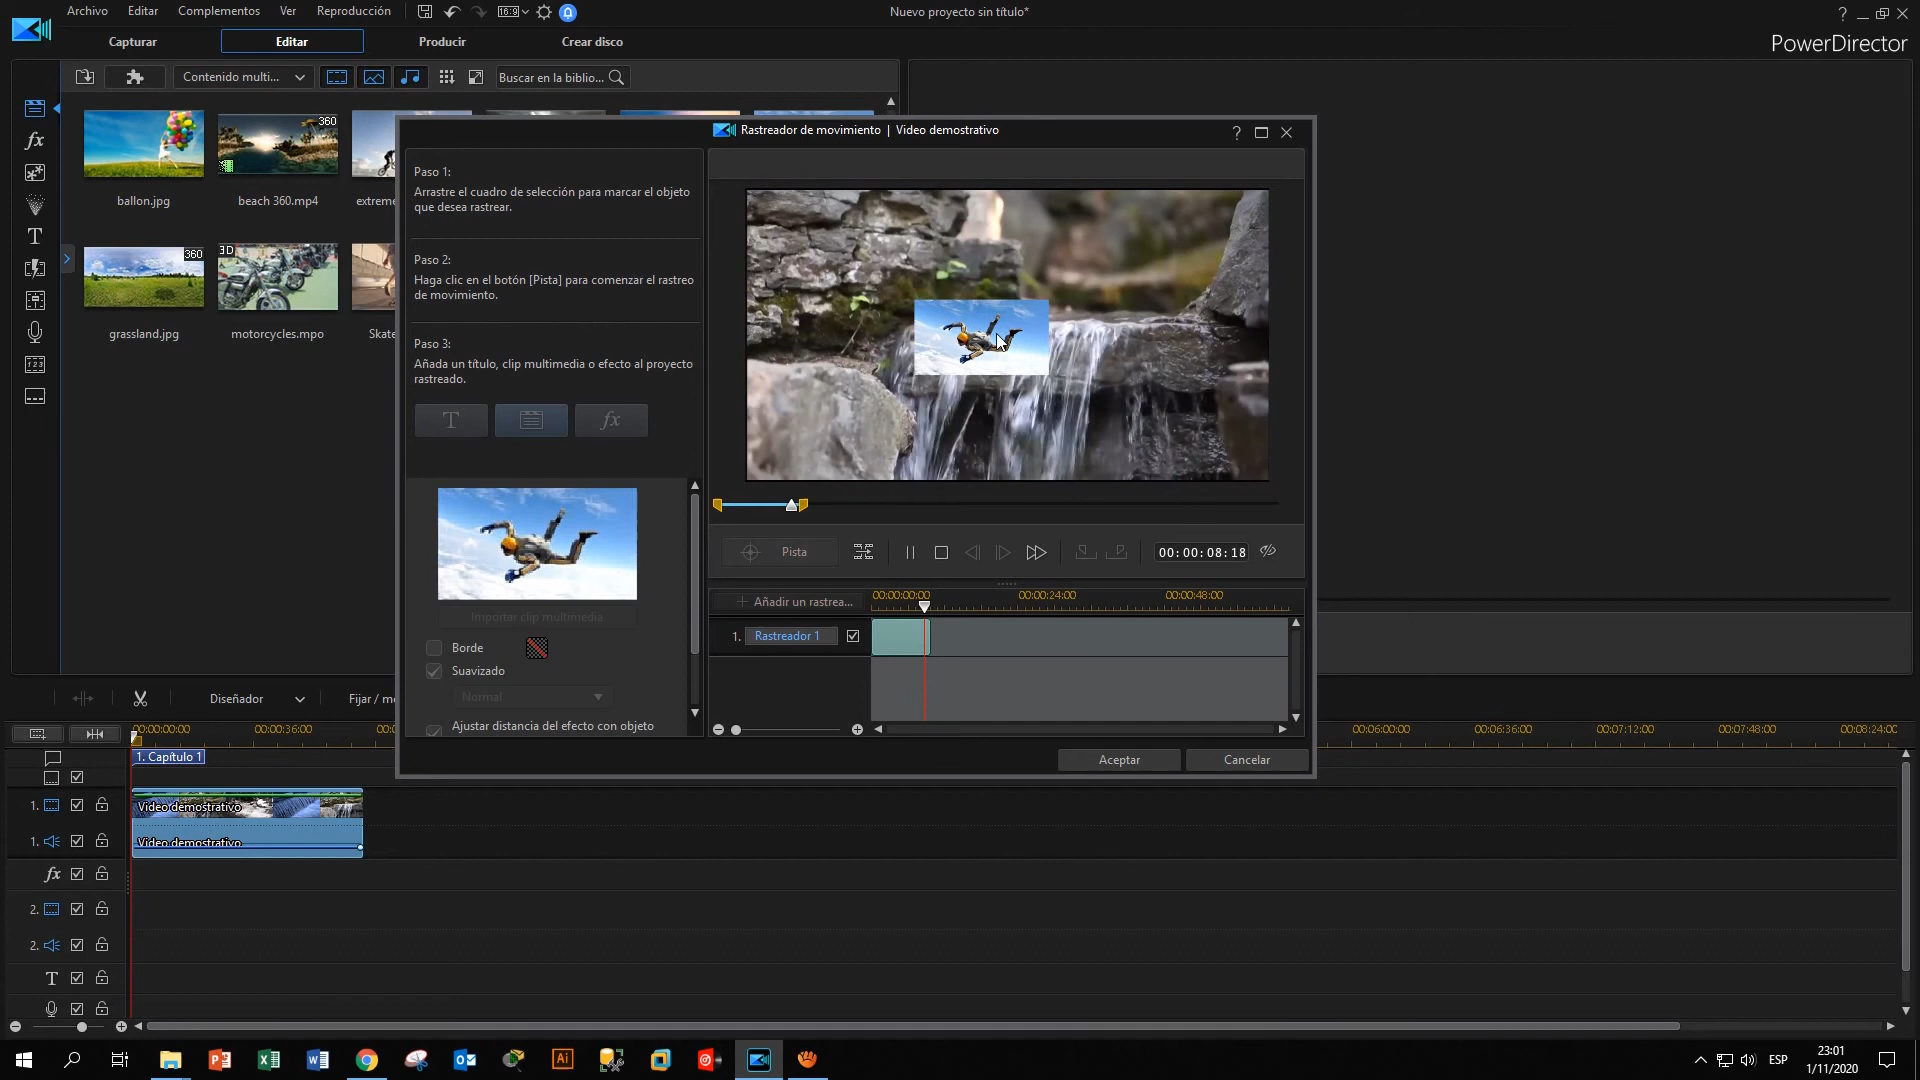 Archivo Editar Complementos Ver Reproducción 16:9 Nuevo proyecto sin título* ?
Capturar Editar Producir Crear disco PowerDirector
Contenido multi... Buscar en la biblio...
360
ballon.jpg beach 360.mp4 extreme
360 3D
grassland.jpg motorcycles.mpo Skate
Rastreador de movimiento | Video demostrativo ?
Paso 1:
Arrastre el cuadro de selección para marcar el objeto
que desea rastrear.
Paso 2:
Haga clic en el botón [Pista] para comenzar el rastreo
de movimiento.
Paso 3:
Añada un título, clip multimedia o efecto al proyecto
rastreado.
T fx
Importar clip multimedia
Borde
Suavizado
Normal
Ajustar distancia del efecto con objeto
Pista 00:00:08:18
Añadir un rastrea... 00:00:00:00 00:00:24:00 00:00:48:00
1. Rastreador 1
Aceptar Cancelar
fx
T
123
Diseñador Fijar / m
00:00:00:00 00:00:36:00 00:06:00:00 00:06:36:00 00:07:12:00 00:07:48:00
1. Capítulo 1
1. Video demostrativo
1. Video demostrativo
fx
2.
2.
T
ESP
23:01
1/11/2020